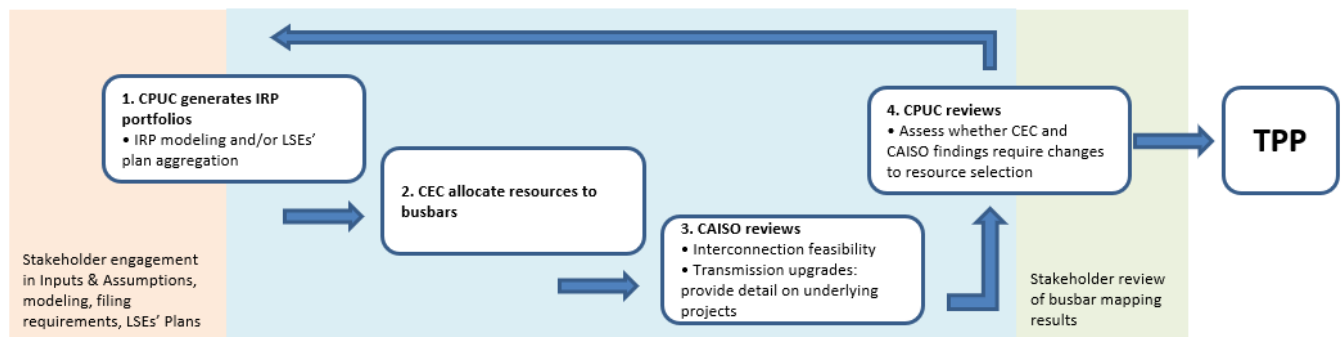 1. CPUC generates IRP
portfolios
• IRP modeling and/or LSEs'
plan aggregation
2. CEC allocate resources to
busbars
3. CAISO reviews
• Interconnection feasibility
• Transmission upgrades:
provide detail on underlying
projects
4. CPUC reviews
• Assess whether CEC and
CAISO findings require changes
to resource selection
TPP
Stakeholder engagement
in Inputs & Assumptions,
modeling, filing
requirements, LSEs' Plans
Stakeholder review
of busbar mapping
results